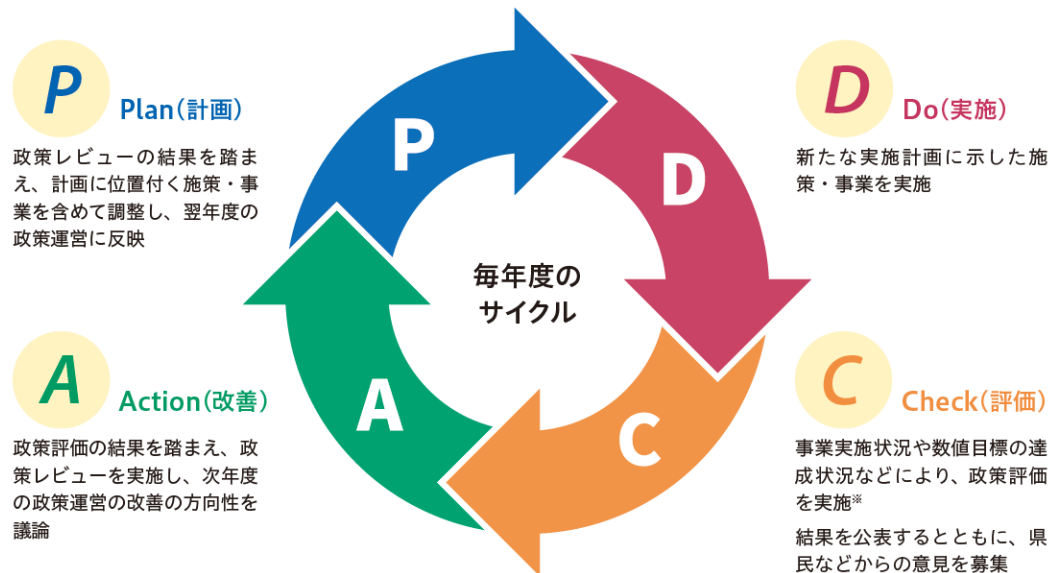 P
Plan(計画)
政策レビューの結果を踏ま
え、計画に位置付く施策・事
業を含めて調整し、翌年度の
政策運営に反映
D
Do(実施)
新たな実施計画に示した施
策・事業を実施
P
D
毎年度の
サイクル
A
C
A
Action(改善)
政策評価の結果を踏まえ、政
策レビューを実施し、次年度
の政策運営の改善の方向性を
議論
C
Check(評価)
事業実施状況や数値目標の達
成状況などにより、政策評価
を実施※
結果を公表するとともに、県
民などからの意見を募集